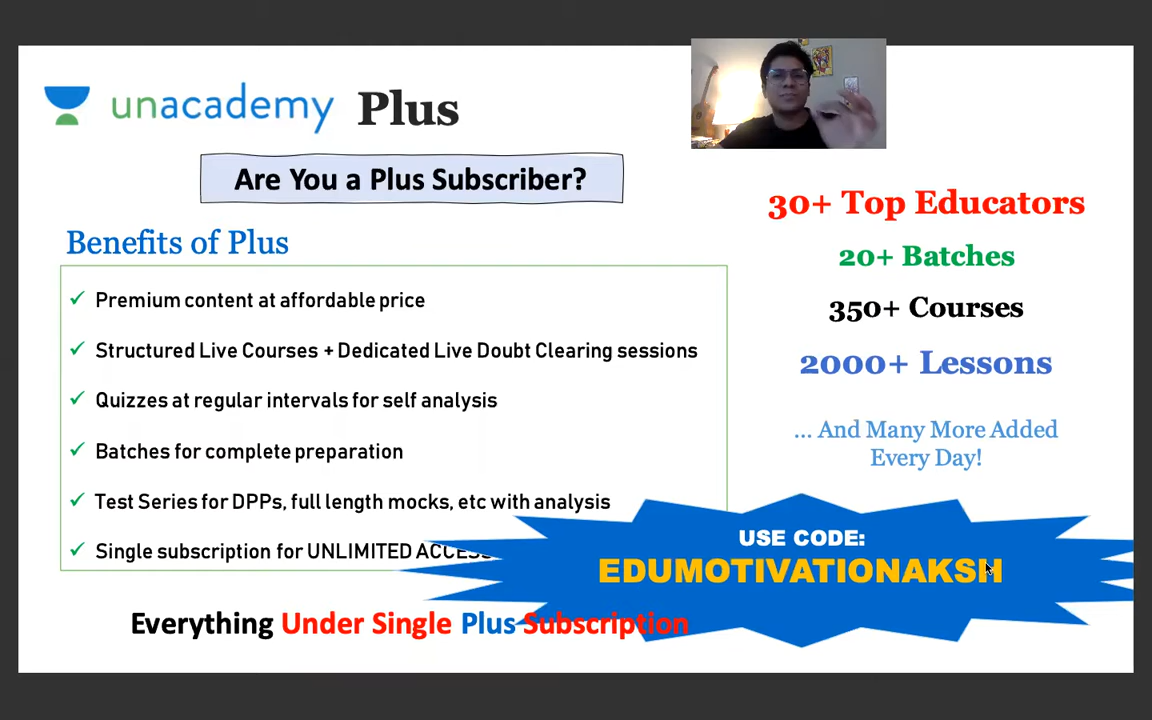 unacademy Plus
Are You a Plus Subscriber?
Benefits of Plus
Premium content at affordable price
Structured Live Courses + Dedicated Live Doubt Clearing sessions
Quizzes at regular intervals for self analysis
Batches for complete preparation
Test Series for DPPs, full length mocks, etc with analysis
Single subscription for UNLIMITED ACCESS
Everything Under Single Plus Subscription
30+ Top Educators
20+ Batches
350+ Courses
2000+ Lessons
... And Many More Added
Every Day!
USE CODE:
EDUMOTIVATIONAKSH